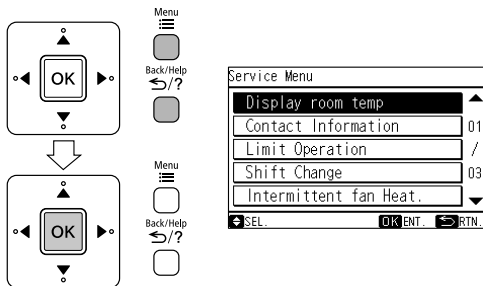 Menu
OK
Back/Help
/?
Menu
OK
Back/Help
/?
Service Menu
Display room temp
Contact Information
Limit Operation
Shift Change
Intermittent fan Heat.
01
/
03
SEL. OK ENT. RTN.